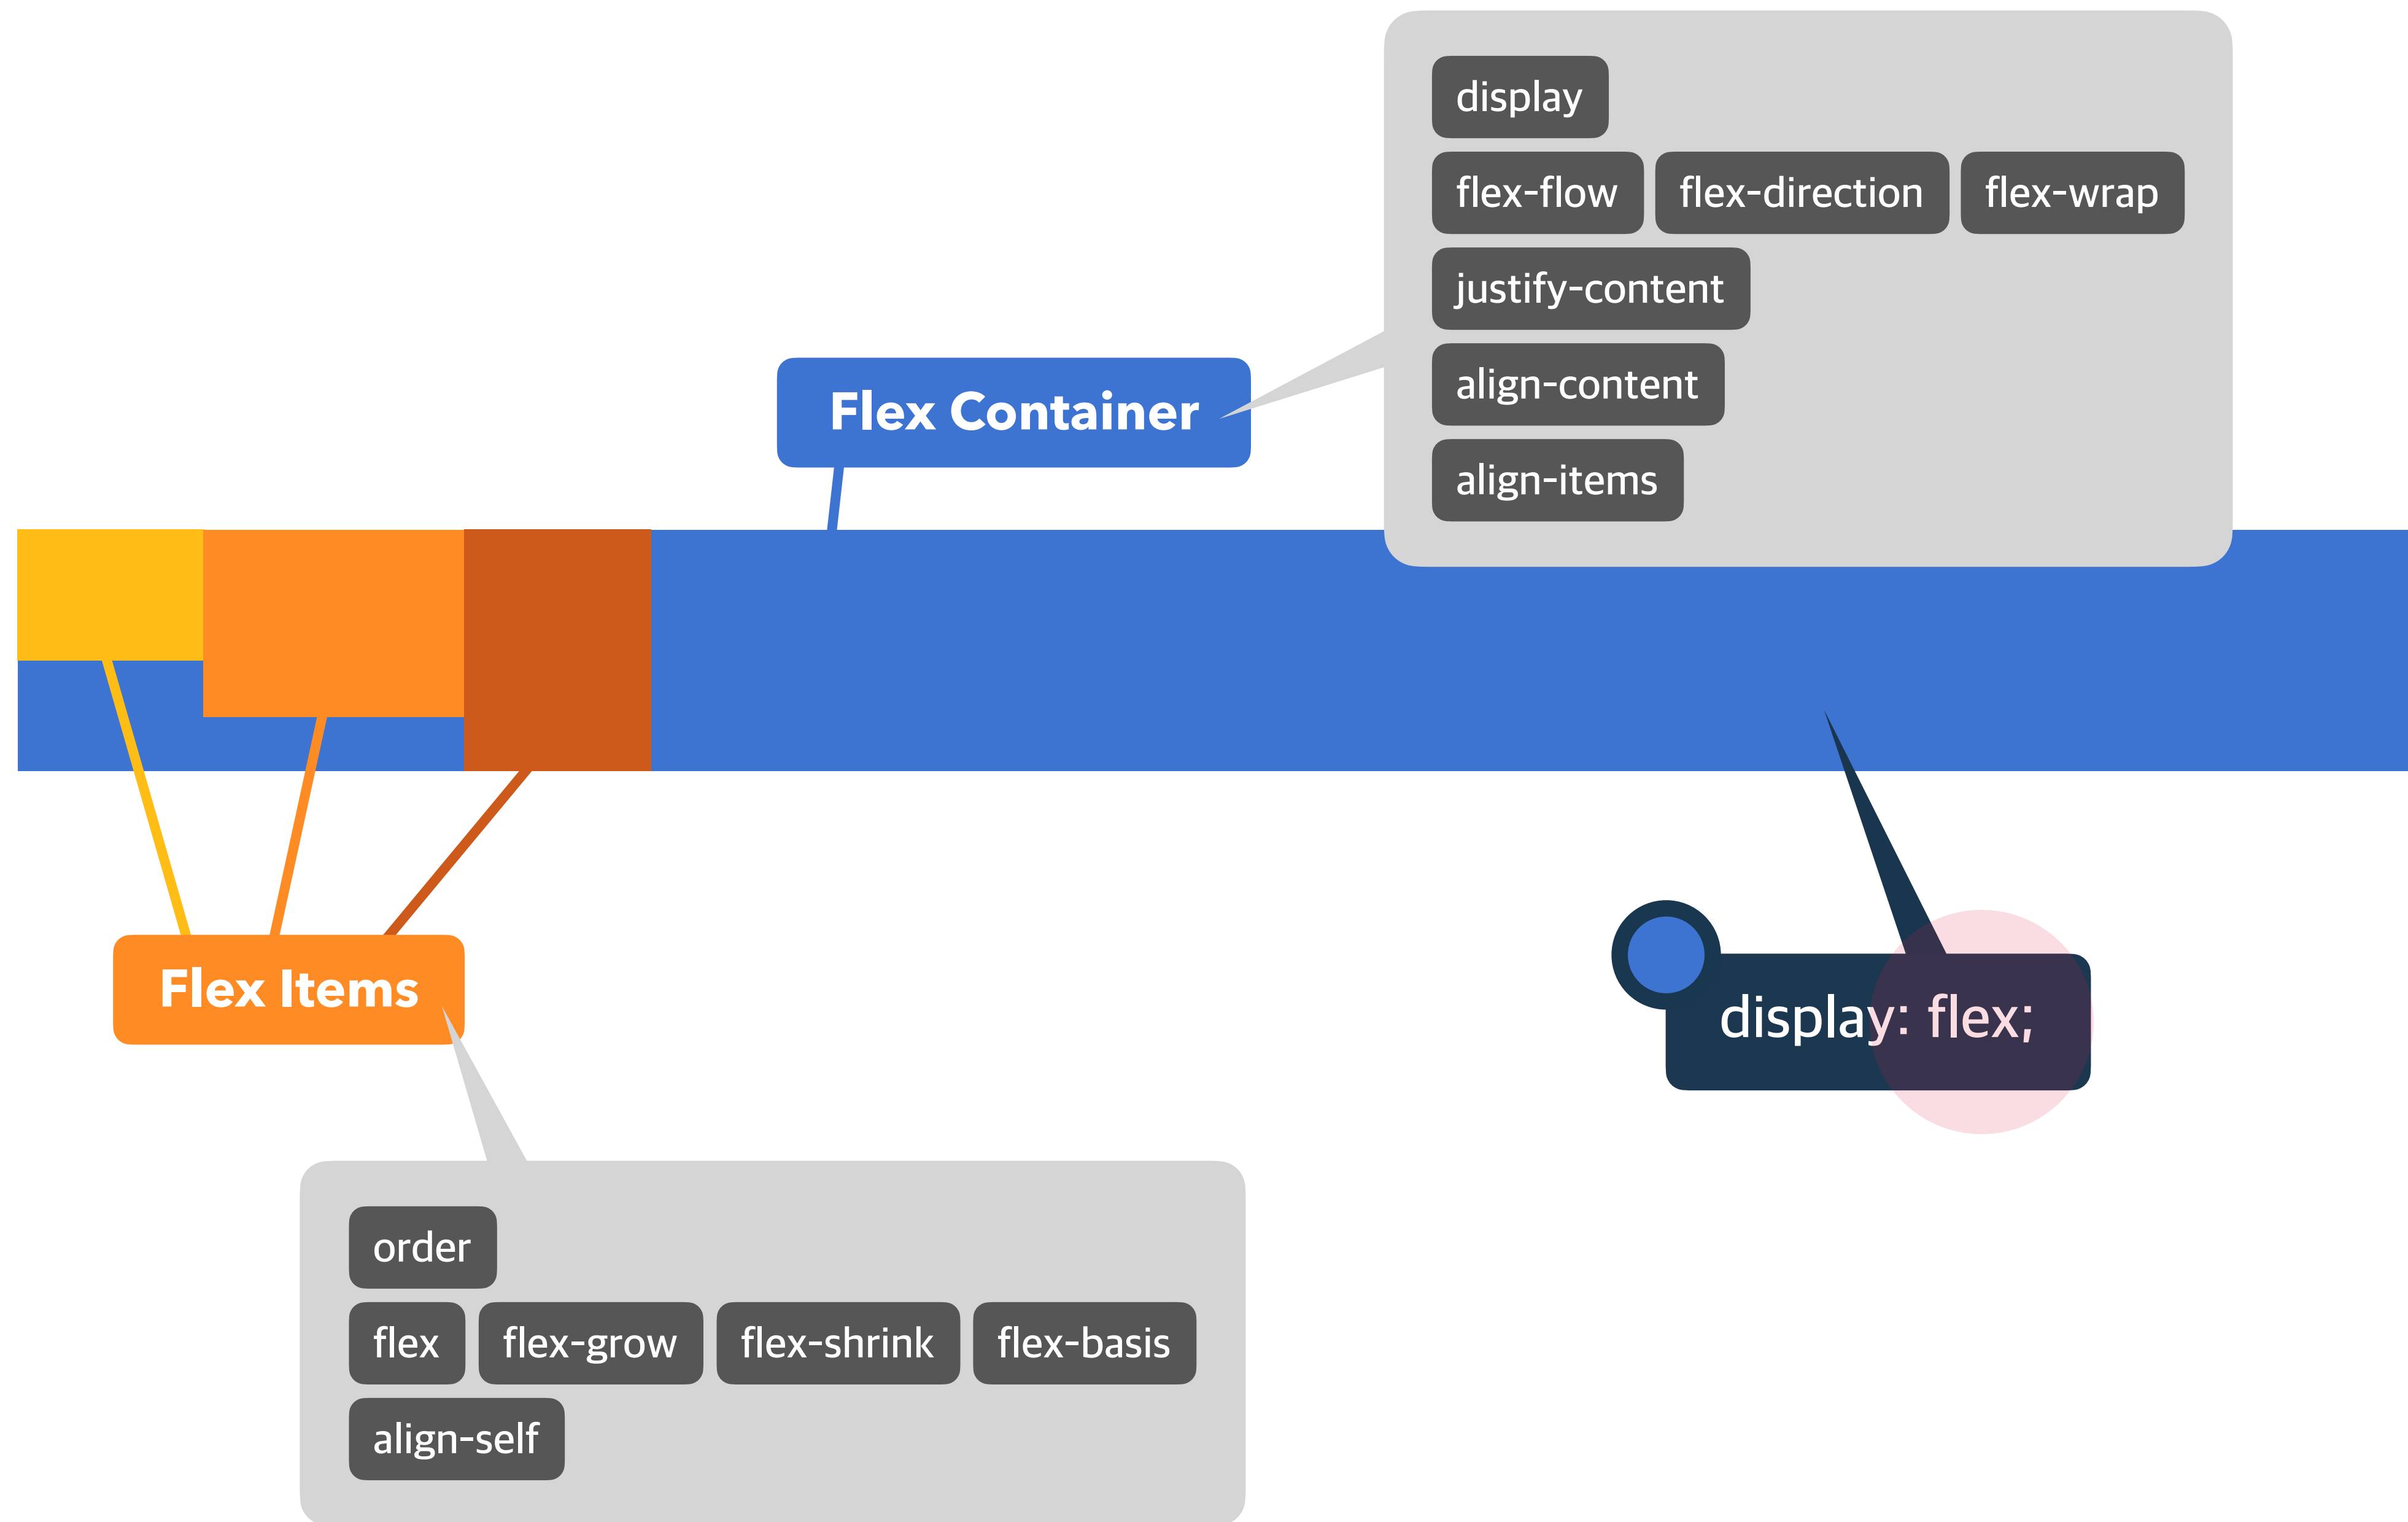 display
flex-flow flex-direction flex-wrap
justify-content
align-content
align-items
Flex Container
Flex Items
display: flex;
order
flex flex-grow flex-shrink flex-basis
align-self